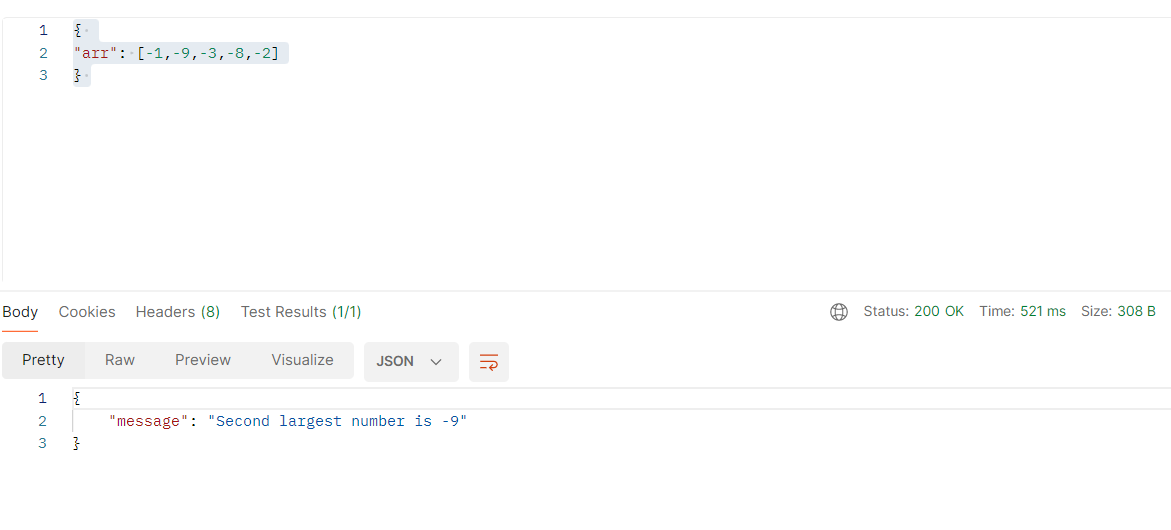 1 {
2 "arr": [-1,-9,-3,-8,-2]
3 }
Body Cookies Headers (8) Test Results (1/1) Status: 200 OK Time: 521 ms Size: 308 B
Pretty Raw Preview Visualize JSON
1 {
2 "message": "Second largest number is -9"
3 }